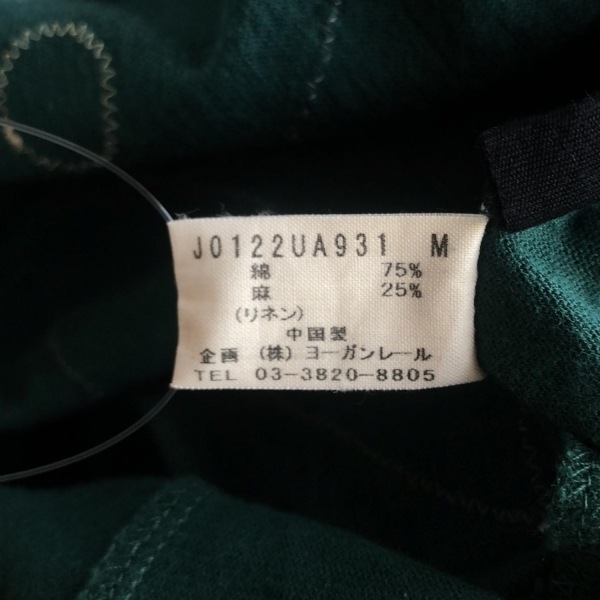 J0122UA931 M
綿 75%
麻 25%
(リネン)
中国製
企画 (株) ヨーガンレール
TEL 03-3820-8805